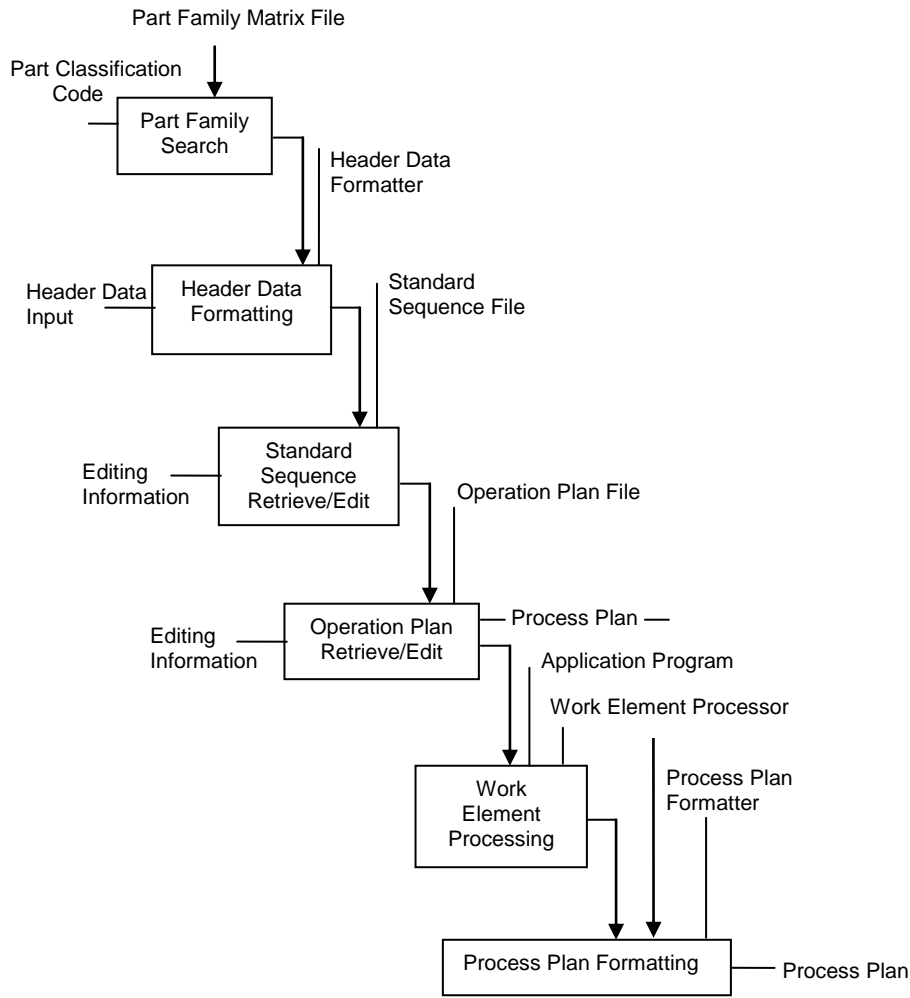 Part Family Matrix File
Part Classification
Code
Part Family
Search
Header Data
Formatter
Header Data
Input
Header Data
Formatting
Standard
Sequence File
Editing
Information
Standard
Sequence
Retrieve/Edit
Operation Plan File
Editing
Information
Operation Plan
Retrieve/Edit
Process Plan
Application Program
Work Element Processor
Work
Element
Processing
Process Plan
Formatter
Process Plan Formatting
Process Plan